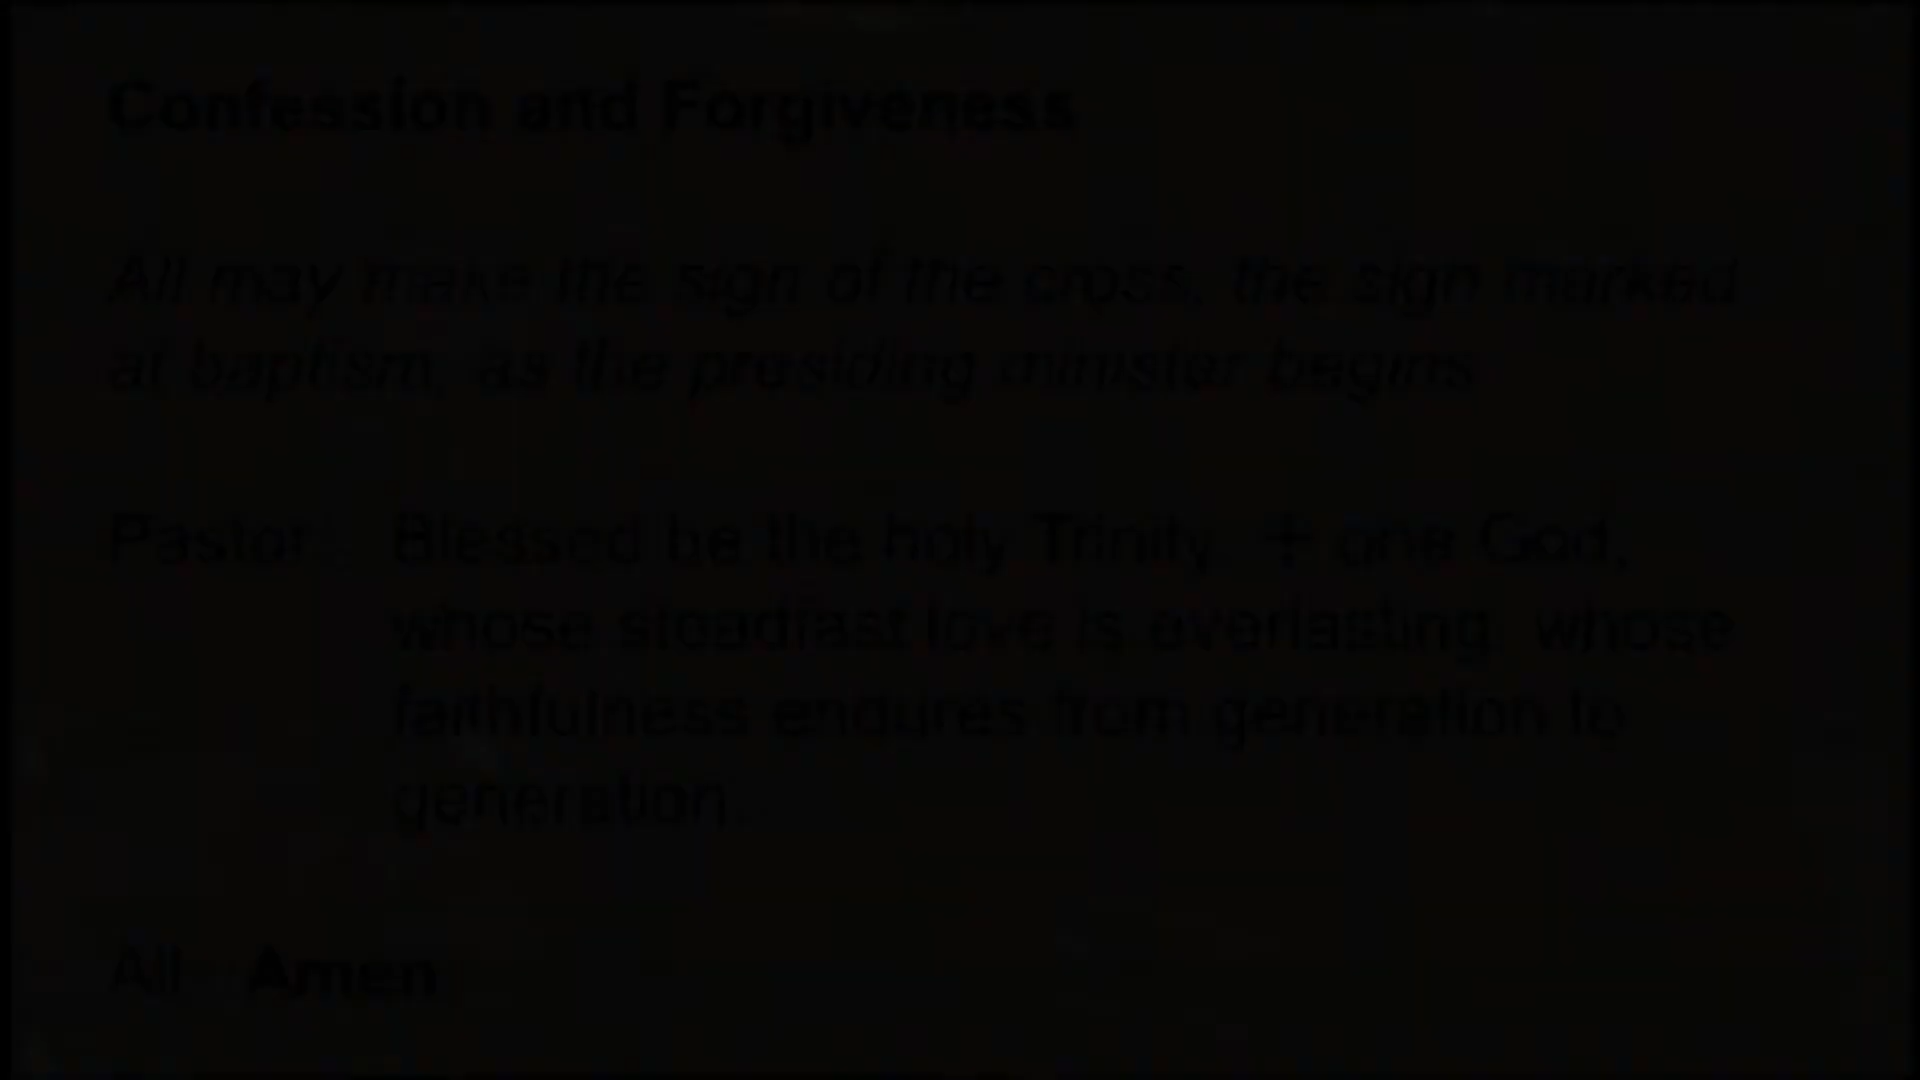 Confession and Forgiveness
All may make the sign of the cross, the sign marked
at baptism, as the presiding minister begins.
Pastor: Blessed be the holy Trinity, + one God,
whose steadfast love is everlasting, whose
faithfulness endures from generation to
generation.
All: Amen